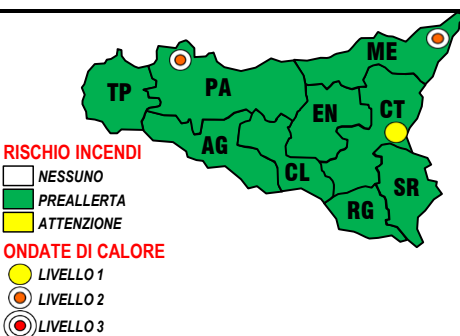 ME
TP
PA
EN
CT
AG
CL
SR
RG
RISCHIO INCENDI
NESSUNO
PREALLERTA
ATTENZIONE
ONDATE DI CALORE
LIVELLO 1
LIVELLO 2
LIVELLO 3